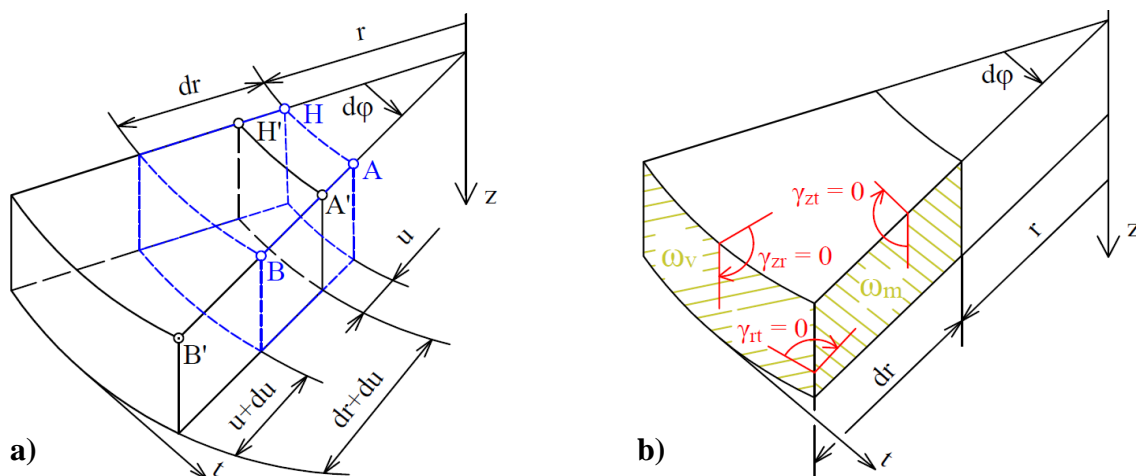 r
dr
dφ
H
H'
A
A'
z
u
B
B'
u+du
dr+du
t
a)
dφ
γzt = 0
z
r
ωv
γzr = 0
ωm
γrt = 0
dr
t
b)